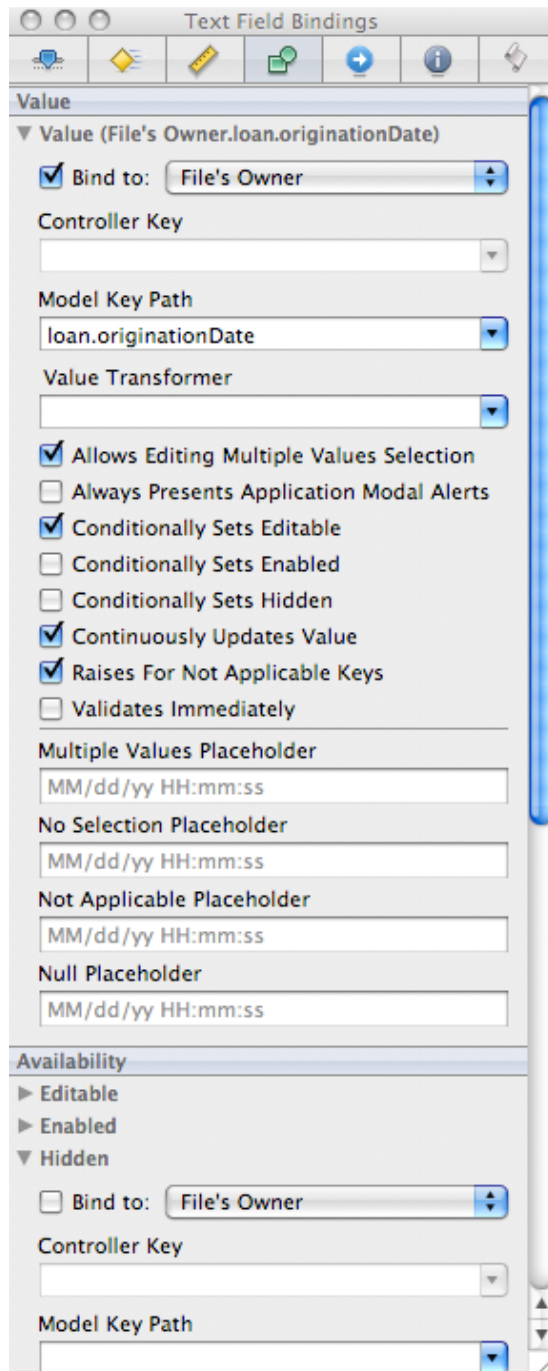 Text Field Bindings
Value
Value (File's Owner.loan.originationDate)
Bind to: File's Owner
Controller Key
Model Key Path
loan.originationDate
Value Transformer
Allows Editing Multiple Values Selection
Always Presents Application Modal Alerts
Conditionally Sets Editable
Conditionally Sets Enabled
Conditionally Sets Hidden
Continuously Updates Value
Raises For Not Applicable Keys
Validates Immediately
Multiple Values Placeholder
MM/dd/yy HH:mm:ss
No Selection Placeholder
MM/dd/yy HH:mm:ss
Not Applicable Placeholder
MM/dd/yy HH:mm:ss
Null Placeholder
MM/dd/yy HH:mm:ss
Availability
Editable
Enabled
Hidden
Bind to: File's Owner
Controller Key
Model Key Path